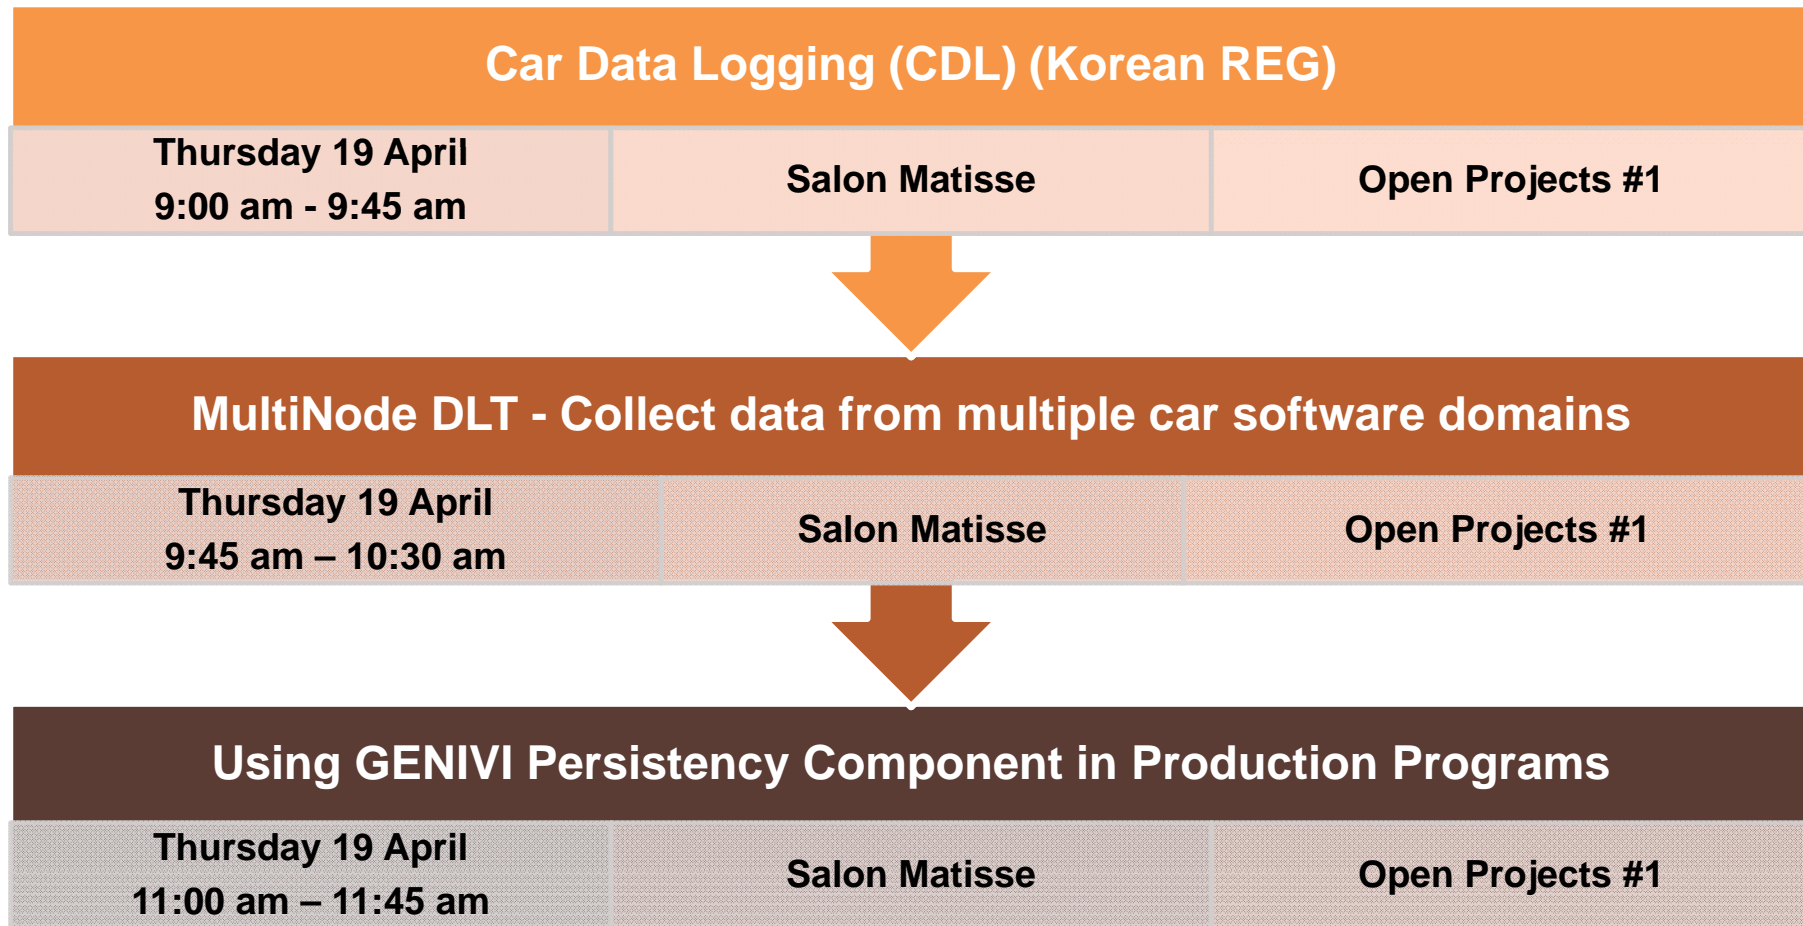 Car Data Logging (CDL) (Korean REG)
Thursday 19 April
9:00 am - 9:45 am
Salon Matisse
Open Projects #1
MultiNode DLT - Collect data from multiple car software domains
Thursday 19 April
9:45 am – 10:30 am
Salon Matisse
Open Projects #1
Using GENIVI Persistency Component in Production Programs
Thursday 19 April
11:00 am – 11:45 am
Salon Matisse
Open Projects #1